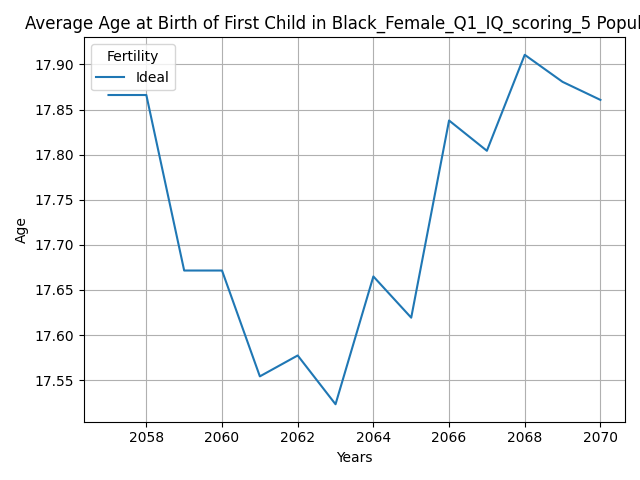 Average Age at Birth of First Child in Black_Female_Q1_IQ_scoring_5 Popul
Fertility
Ideal
17.90
17.85
17.80
17.75
17.70
17.65
17.60
17.55
Age
2058 2060 2062 2064 2066 2068 2070
Years